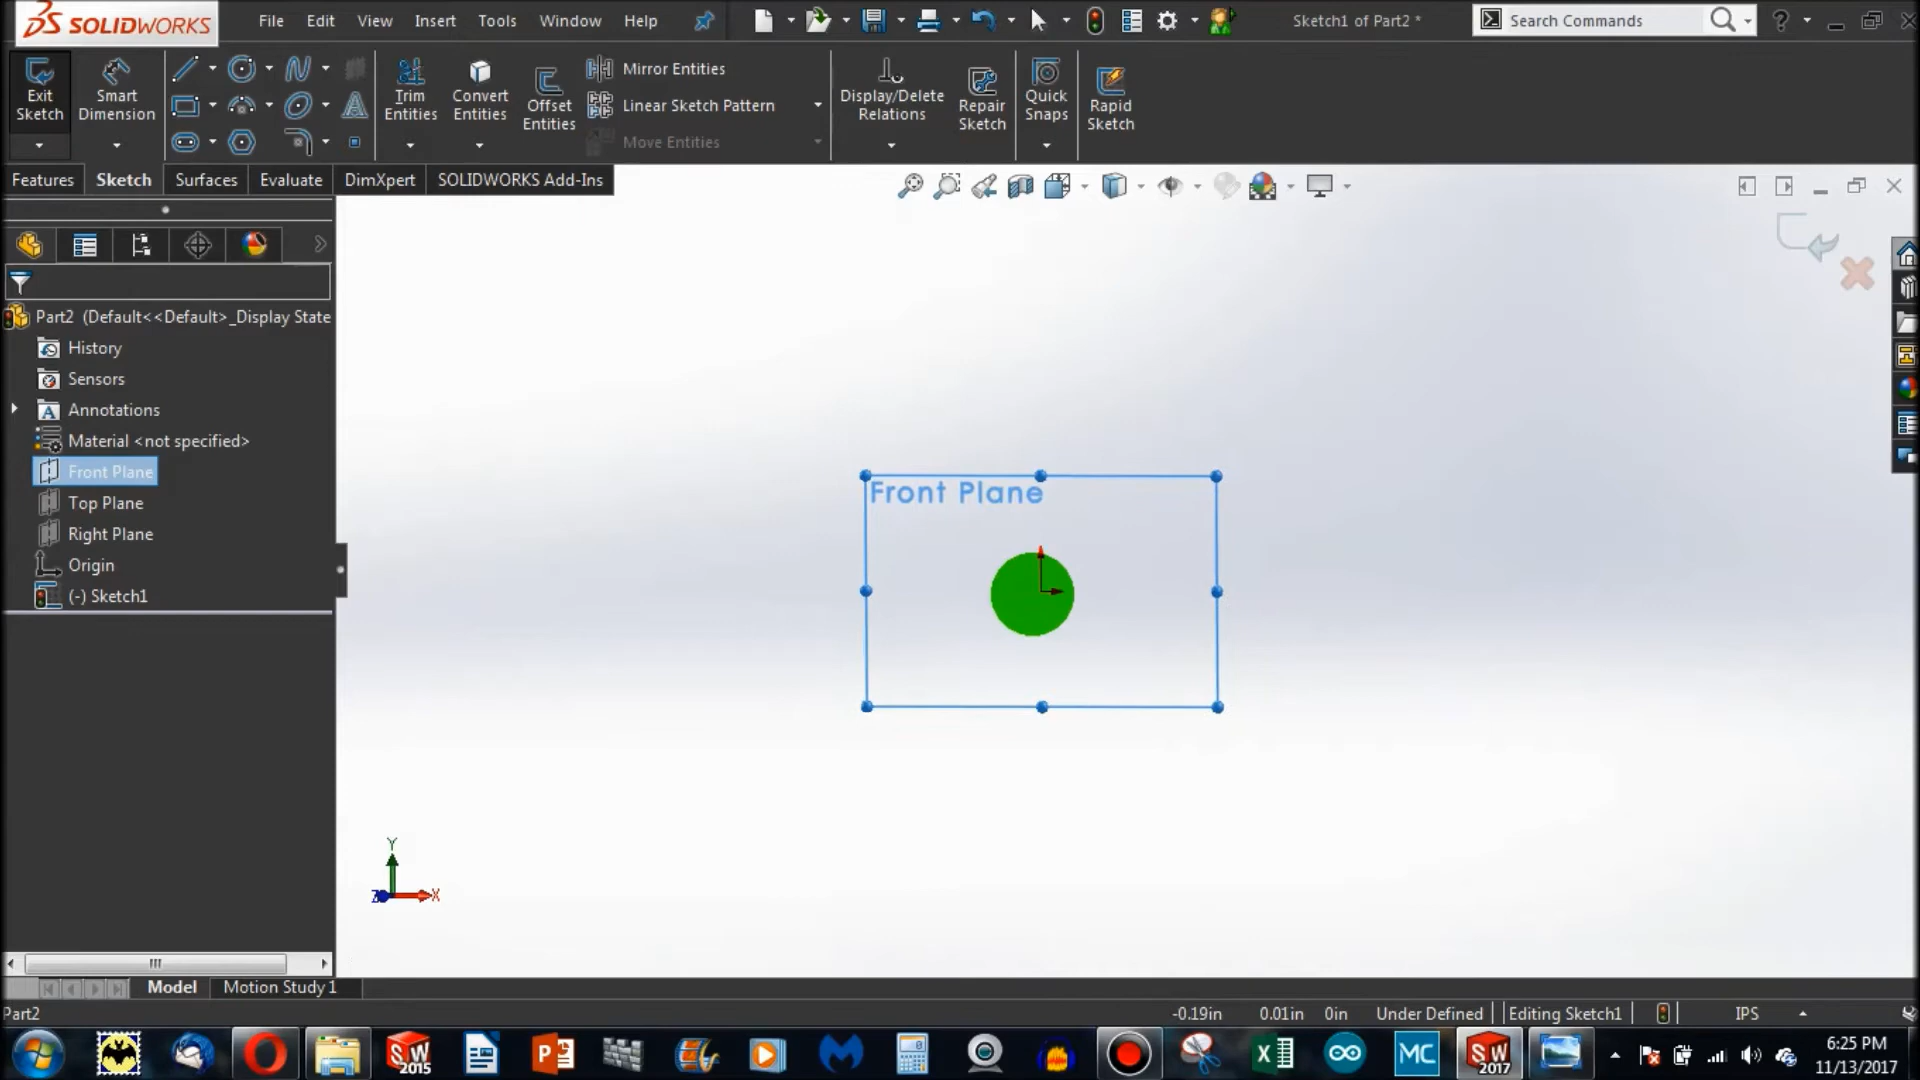 SOLIDWORKS File Edit View Insert Tools Window Help Sketch1 of Part2 * Search Commands
Exit Sketch
Smart Dimension
Trim Entities
Convert Entities
Offset Entities
Mirror Entities
Linear Sketch Pattern
Move Entities
Display/Delete Relations
Repair Sketch
Quick Snaps
Rapid Sketch
Features Sketch Surfaces Evaluate DimXpert SOLIDWORKS Add-Ins
Part2 (Default<<Default>_Display State
History
Sensors
Annotations
Material <not specified>
Front Plane
Top Plane
Right Plane
Origin
(-) Sketch1
Front Plane
Y
Z X
Model Motion Study 1
Part2 -0.19in 0.01in 0in Under Defined Editing Sketch1 IPS
SW 2015
MC
SW 2017
6:25 PM
11/13/2017